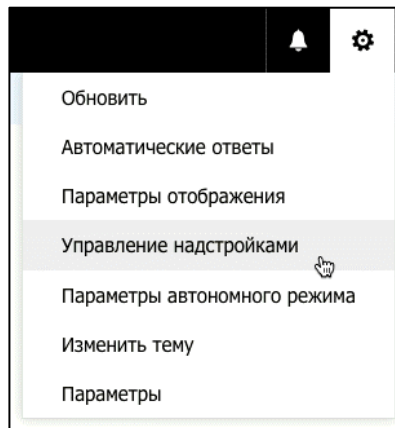 Обновить
Автоматические ответы
Параметры отображения
Управление надстройками
Параметры автономного режима
Изменить тему
Параметры